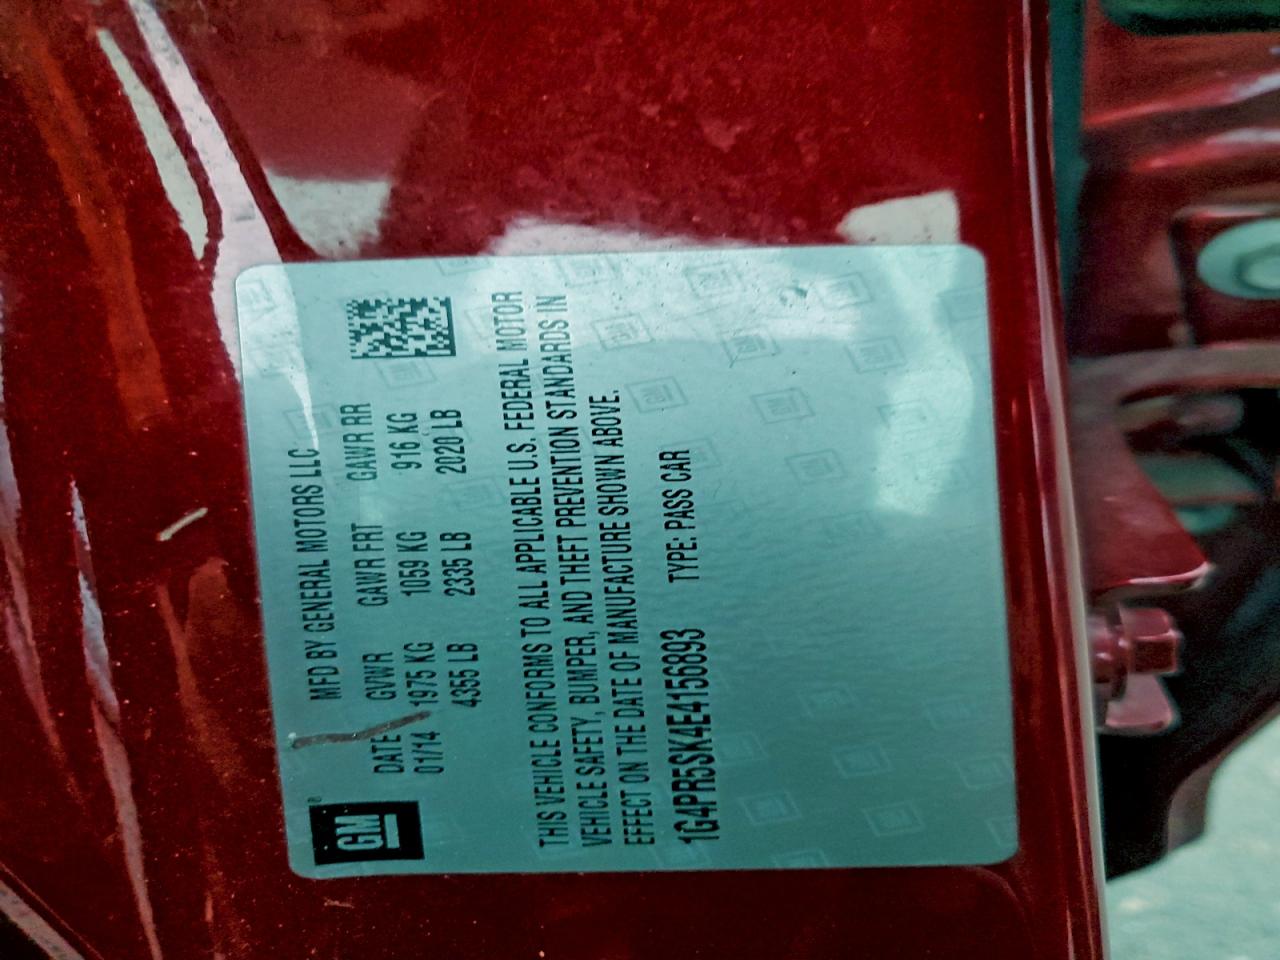 GM®
MFD BY GENERAL MOTORS LLC
DATE GVWR GAWR FRT GAWR RR
01/14 1975 KG 1059 KG 916 KG
4355 LB 2335 LB 2020 LB
THIS VEHICLE CONFORMS TO ALL APPLICABLE U.S. FEDERAL MOTOR
VEHICLE SAFETY, BUMPER, AND THEFT PREVENTION STANDARDS IN
EFFECT ON THE DATE OF MANUFACTURE SHOWN ABOVE.
1G4PR5SK4E4156893 TYPE: PASS CAR